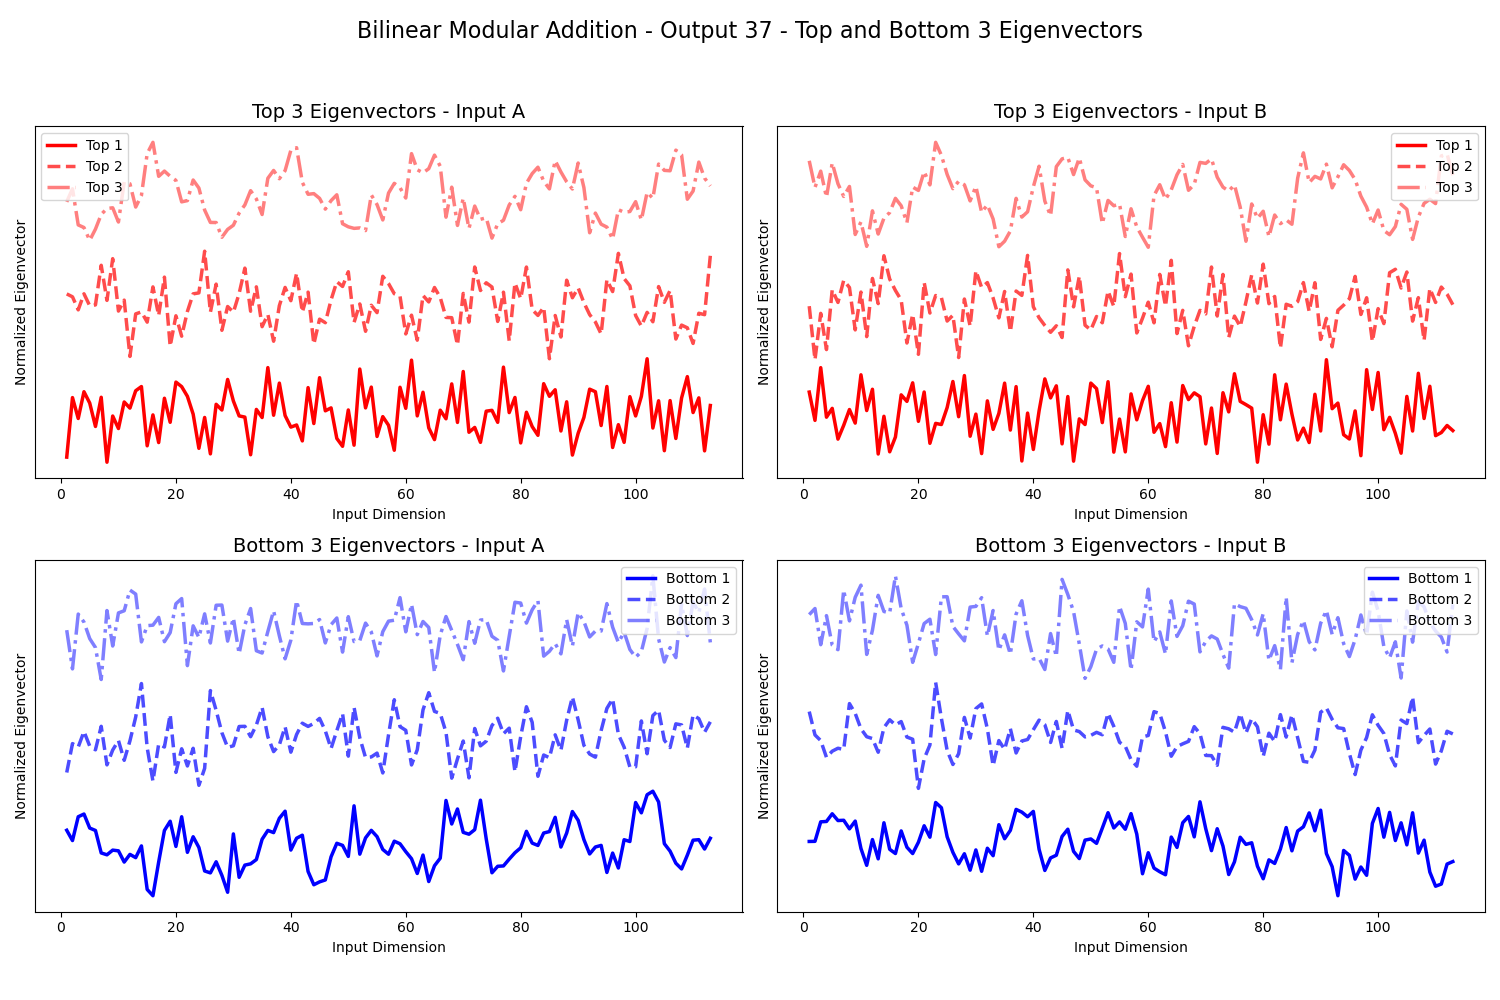 Bilinear Modular Addition - Output 37 - Top and Bottom 3 Eigenvectors
Top 3 Eigenvectors - Input A
Top 1
Top 2
Top 3
Normalized Eigenvector
0 20 40 60 80 100
Input Dimension
Top 3 Eigenvectors - Input B
Top 1
Top 2
Top 3
Normalized Eigenvector
0 20 40 60 80 100
Input Dimension
Bottom 3 Eigenvectors - Input A
Bottom 1
Bottom 2
Bottom 3
Normalized Eigenvector
0 20 40 60 80 100
Input Dimension
Bottom 3 Eigenvectors - Input B
Bottom 1
Bottom 2
Bottom 3
Normalized Eigenvector
0 20 40 60 80 100
Input Dimension